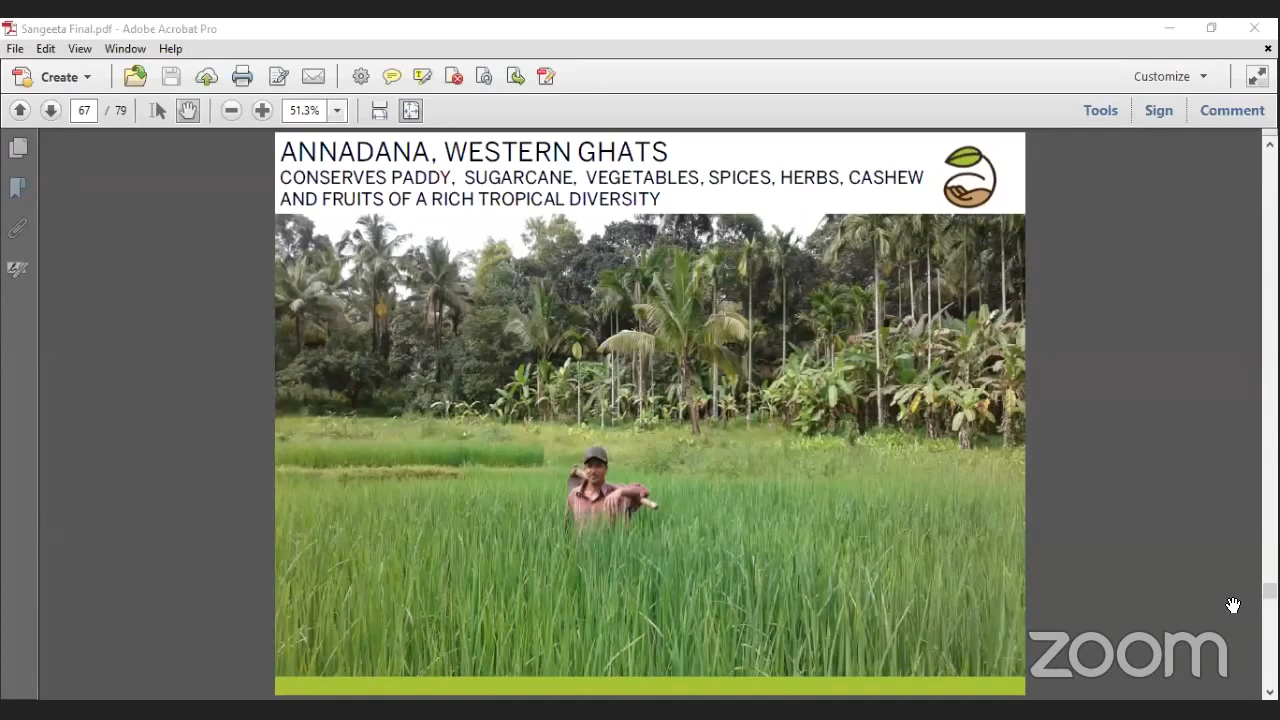 Sangeeta Final.pdf - Adobe Acrobat Pro
File Edit View Window Help
Create
Customize
67 / 79
51.3%
Tools Sign Comment
ANNADANA, WESTERN GHATS
CONSERVES PADDY, SUGARCANE, VEGETABLES, SPICES, HERBS, CASHEW
AND FRUITS OF A RICH TROPICAL DIVERSITY
zoom